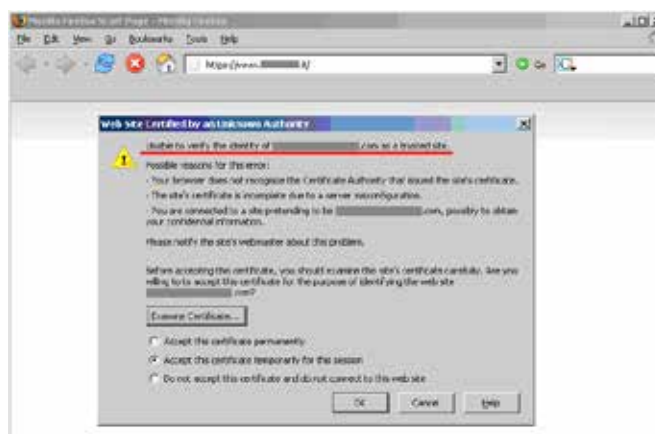 Mozilla Firefox Start Page - Mozilla Firefox
File Edit View Go Bookmarks Tools Help
https://www. Go
Web Site Certified by an Unknown Authority
Unable to verify the identity of .com as a trusted site.
Possible reasons for this error:
- Your browser does not recognize the Certificate Authority that issued the site's certificate.
- The site's certificate is incomplete due to a server misconfiguration.
- You are connected to a site pretending to be .com, possibly to obtain
your confidential information.
Please notify the site's webmaster about this problem.
Before accepting this certificate, you should examine this site's certificate carefully. Are you
willing to to accept this certificate for the purpose of identifying the web site
.com?
Examine Certificate...
Accept this certificate permanently
Accept this certificate temporarily for this session
Do not accept this certificate and do not connect to this web site
OK Cancel Help